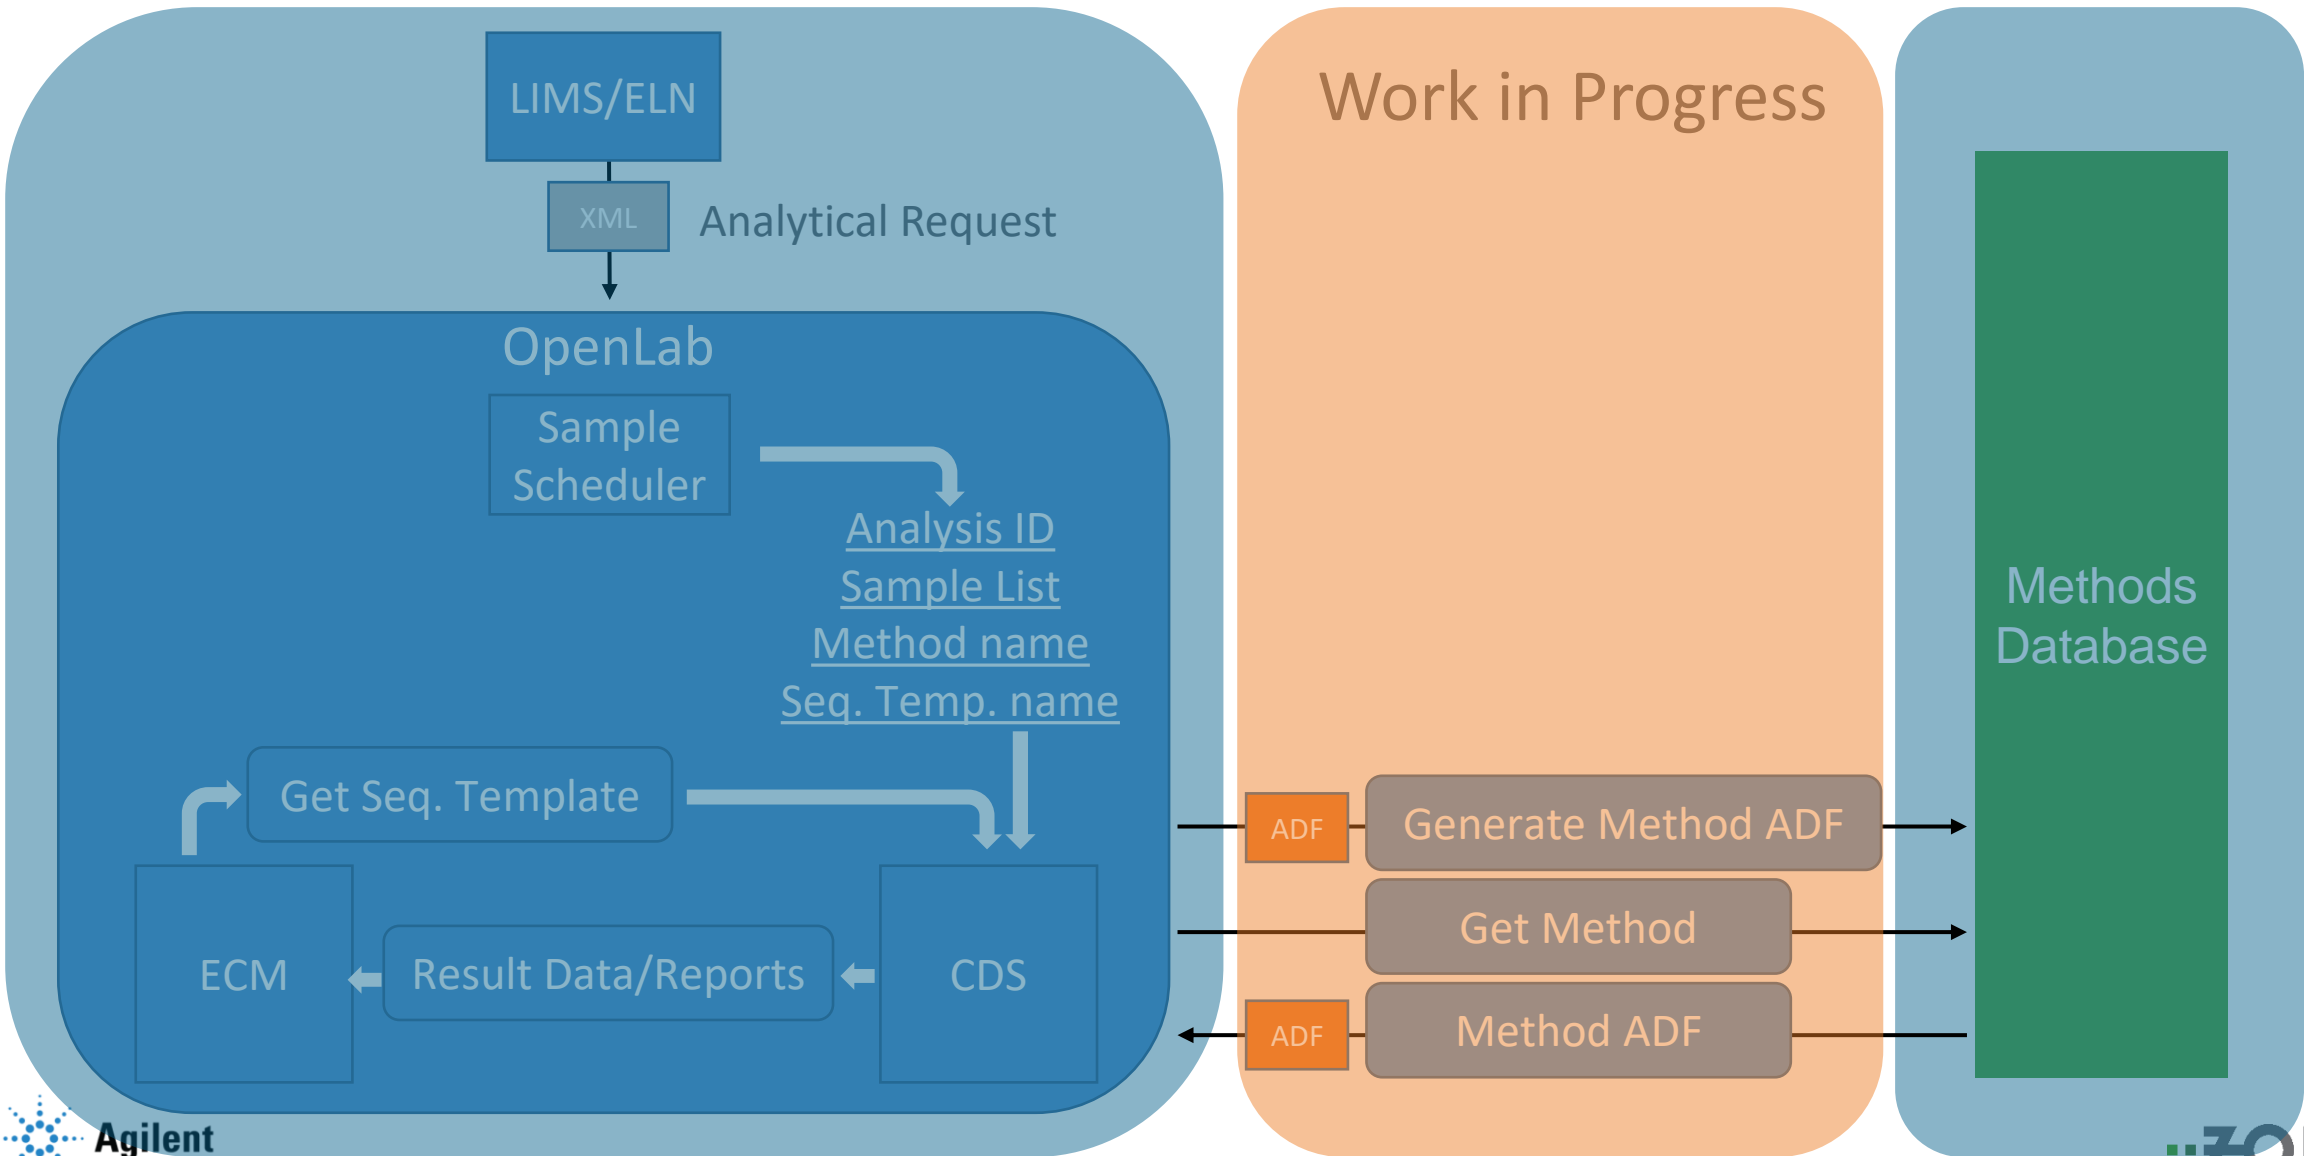 LIMS/ELN
XML
Analytical Request
OpenLab
Sample
Scheduler
Analysis ID
Sample List
Method name
Seq. Temp. name
Get Seq. Template
ECM
Result Data/Reports
CDS
Agilent
Work in Progress
ADF
Generate Method ADF
Get Method
ADF
Method ADF
Methods
Database